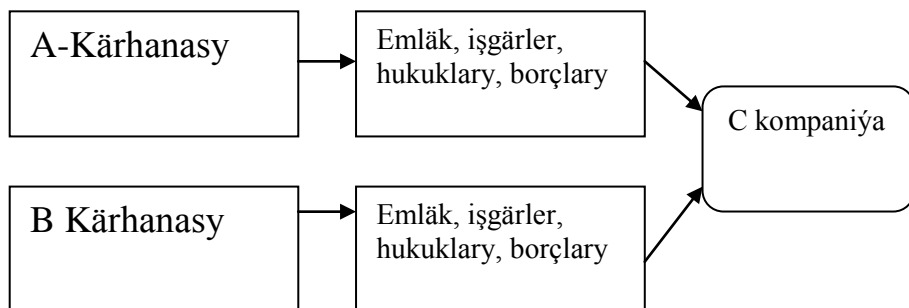 A-Kärhanasy
Emläk, işgärler,
hukuklary, borçlary
C kompaniýa
B Kärhanasy
Emläk, işgärler,
hukuklary, borçlary